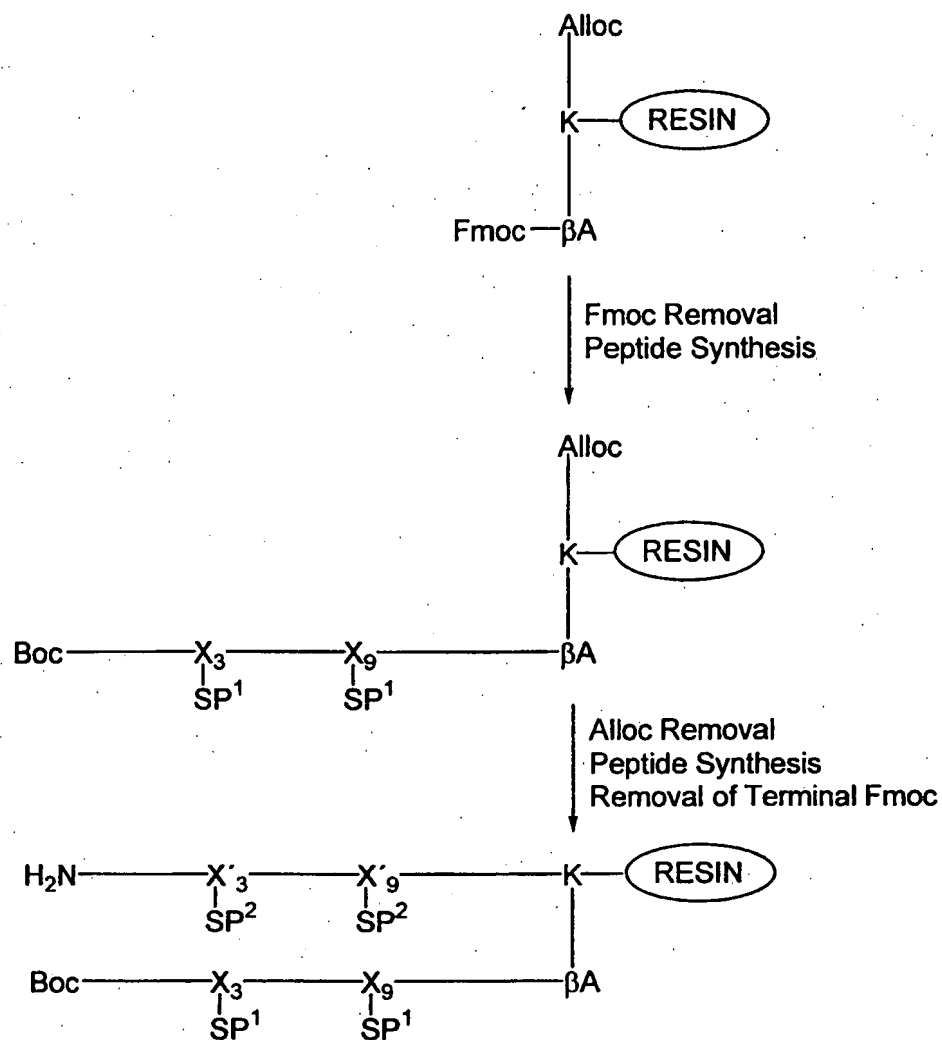 Alloc
K RESIN
Fmoc βA
Fmoc Removal
Peptide Synthesis
Alloc
K RESIN
Boc X₃ X₉ βA
SP¹ SP¹
Alloc Removal
Peptide Synthesis
Removal of Terminal Fmoc
H₂N X´₃ X´₉ K RESIN
SP² SP²
Boc X₃ X₉ βA
SP¹ SP¹